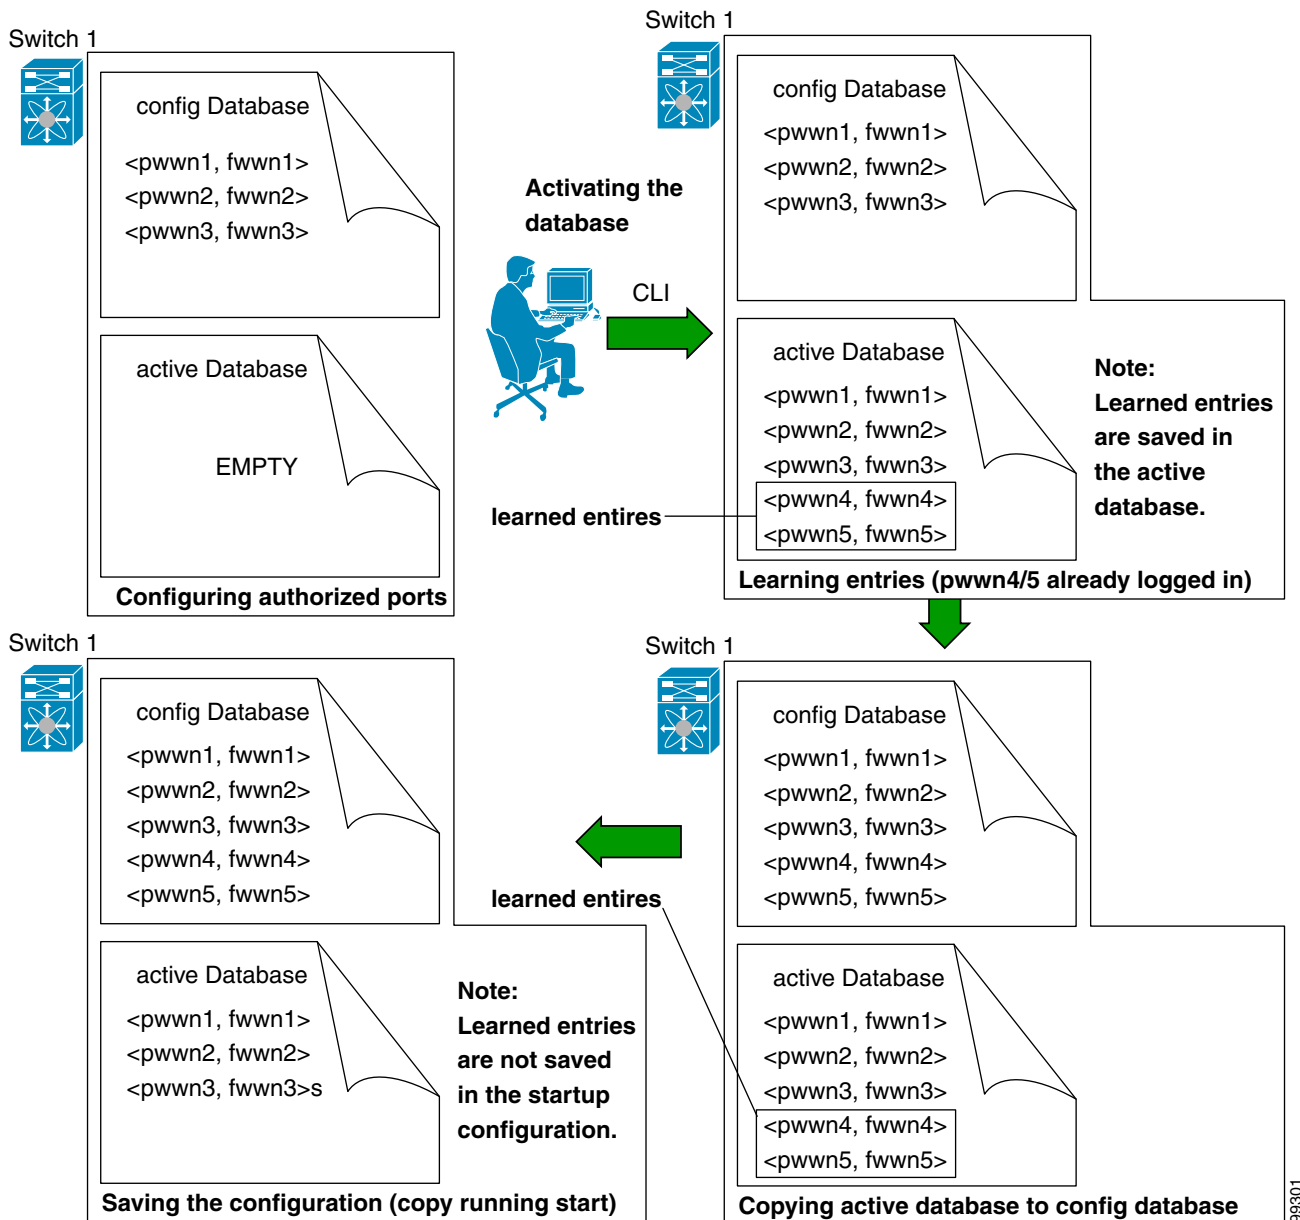 Switch 1
config Database
<pwwn1, fwwn1>
<pwwn2, fwwn2>
<pwwn3, fwwn3>
active Database
EMPTY
Configuring authorized ports
Activating the
database
CLI
Switch 1
config Database
<pwwn1, fwwn1>
<pwwn2, fwwn2>
<pwwn3, fwwn3>
active Database
<pwwn1, fwwn1>
<pwwn2, fwwn2>
<pwwn3, fwwn3>
<pwwn4, fwwn4>
<pwwn5, fwwn5>
learned entires
Note:
Learned entries
are saved in
the active
database.
Learning entries (pwwn4/5 already logged in)
Switch 1
config Database
<pwwn1, fwwn1>
<pwwn2, fwwn2>
<pwwn3, fwwn3>
<pwwn4, fwwn4>
<pwwn5, fwwn5>
active Database
<pwwn1, fwwn1>
<pwwn2, fwwn2>
<pwwn3, fwwn3>s
Note:
Learned entries
are not saved
in the startup
configuration.
Saving the configuration (copy running start)
learned entires
Switch 1
config Database
<pwwn1, fwwn1>
<pwwn2, fwwn2>
<pwwn3, fwwn3>
<pwwn4, fwwn4>
<pwwn5, fwwn5>
active Database
<pwwn1, fwwn1>
<pwwn2, fwwn2>
<pwwn3, fwwn3>
<pwwn4, fwwn4>
<pwwn5, fwwn5>
Copying active database to config database
99301